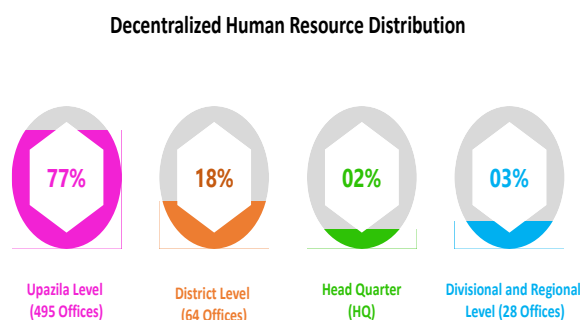 Decentralized Human Resource Distribution
77%
18%
02%
03%
Upazila Level
(495 Offices)
District Level
(64 Offices)
Head Quarter
(HQ)
Divisional and Regional
Level (28 Offices)